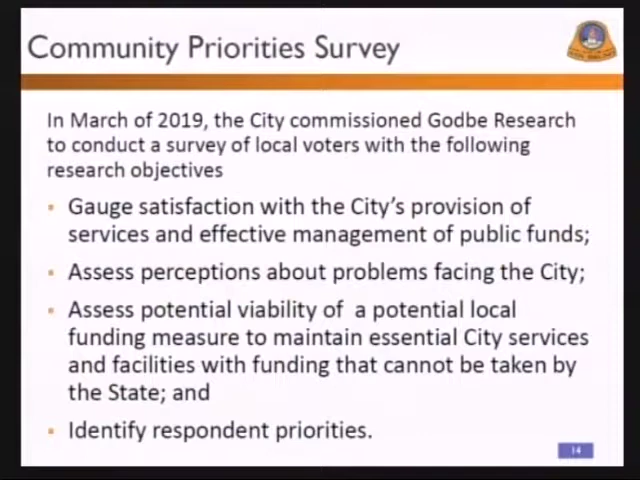 Community Priorities Survey
In March of 2019, the City commissioned Godbe Research
to conduct a survey of local voters with the following
research objectives
▪ Gauge satisfaction with the City's provision of
services and effective management of public funds;
▪ Assess perceptions about problems facing the City;
▪ Assess potential viability of a potential local
funding measure to maintain essential City services
and facilities with funding that cannot be taken by
the State; and
▪ Identify respondent priorities.
14